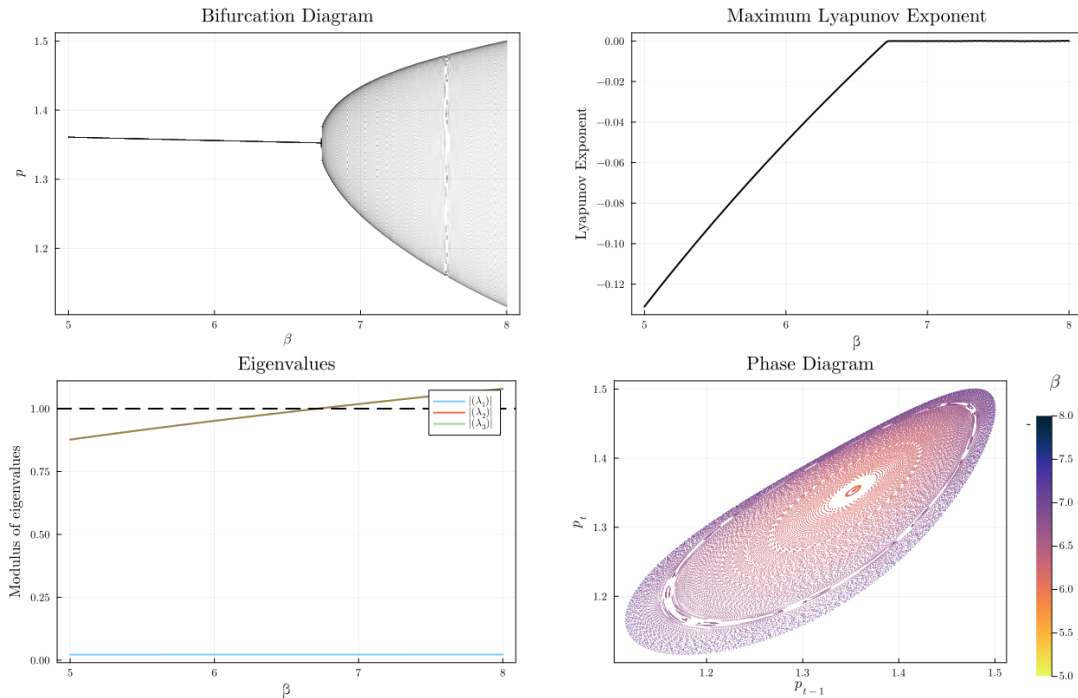 Bifurcation Diagram
1.5
1.4
1.3
1.2
p
5
6
7
8
β
Maximum Lyapunov Exponent
0.00
−0.02
−0.04
−0.06
−0.08
−0.10
−0.12
Lyapunov Exponent
5
6
7
8
β
Eigenvalues
1.00
0.75
0.50
0.25
0.00
Modulus of eigenvalues
|(λ₁)|
|(λ₂)|
|(λ₃)|
5
6
7
8
β
Phase Diagram
1.5
1.4
1.3
1.2
p_t
1.2
1.3
1.4
1.5
p_{t−1}
β
8.0
7.5
7.0
6.5
6.0
5.5
5.0